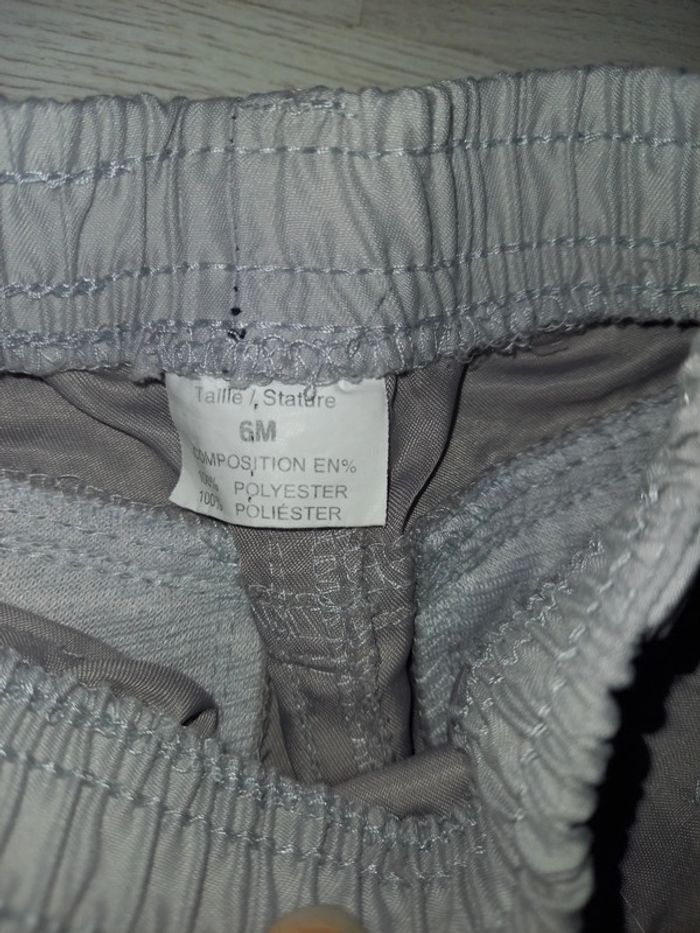 Taille / Stature
6M
COMPOSITION EN%
100% POLYESTER
100% POLIÉSTER